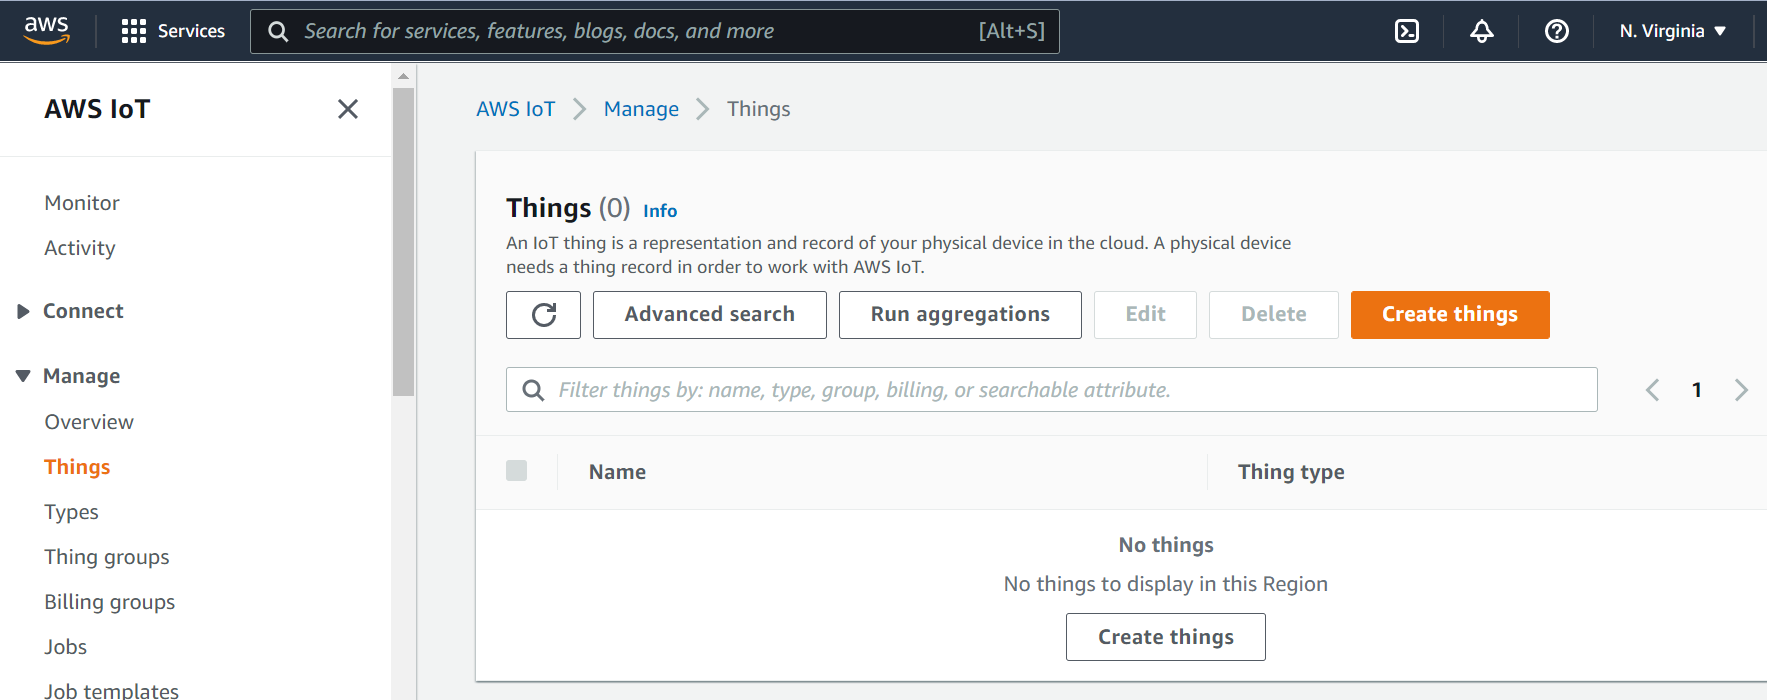 aws
Services
Search for services, features, blogs, docs, and more
[Alt+S]
N. Virginia
AWS IoT
Monitor
Activity
Connect
Manage
Overview
Things
Types
Thing groups
Billing groups
Jobs
Job templates
AWS IoT
Manage
Things
Things (0) Info
An IoT thing is a representation and record of your physical device in the cloud. A physical device
needs a thing record in order to work with AWS IoT.
Advanced search
Run aggregations
Edit
Delete
Create things
Filter things by: name, type, group, billing, or searchable attribute.
1
Name
Thing type
No things
No things to display in this Region
Create things